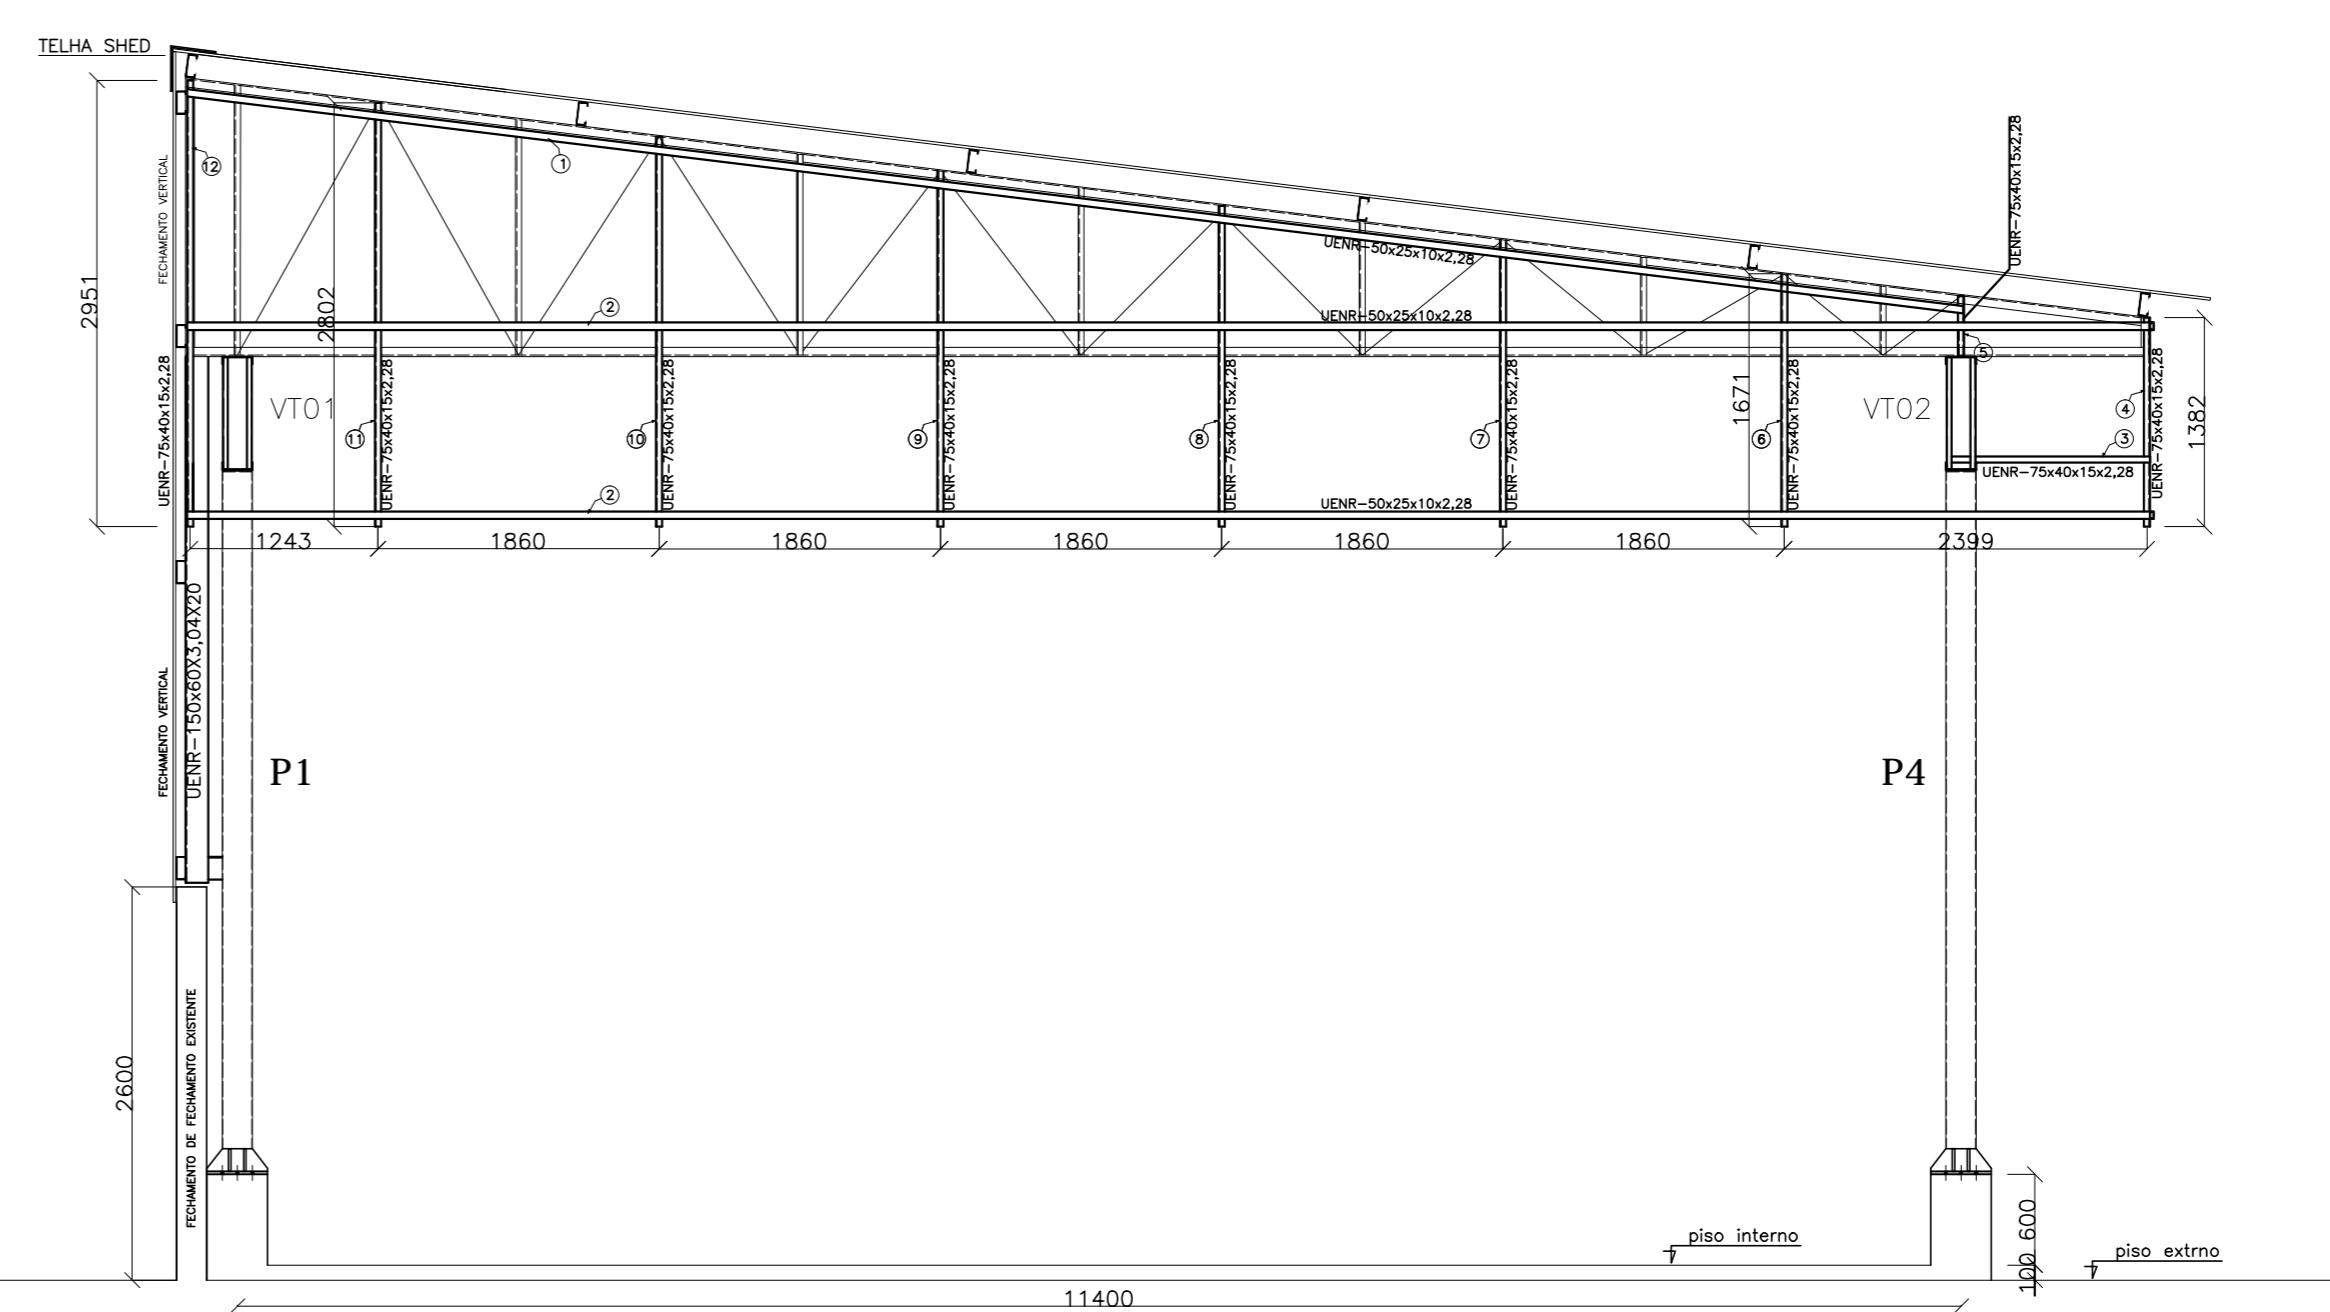 TELHA SHED
FECHAMENTO VERTICAL
2951
12
1
2802
2
UENR-50x25x10x2,28
UENR-50x25x10x2,28
UENR-75x40x15x2,28
5
UENR-75x40x15x2,28
VT01
11
UENR-75x40x15x2,28
10
UENR-75x40x15x2,28
9
UENR-75x40x15x2,28
8
UENR-75x40x15x2,28
7
UENR-75x40x15x2,28
1671
6
UENR-75x40x15x2,28
VT02
4
UENR-75x40x15x2,28
1382
3
UENR-75x40x15x2,28
2
UENR-50x25x10x2,28
1243
1860
1860
1860
1860
1860
2399
UENR-150x60X3,04X20
FECHAMENTO VERTICAL
P1
P4
2600
FECHAMENTO DE FECHAMENTO EXISTENTE
piso interno
600
100
piso extrno
11400